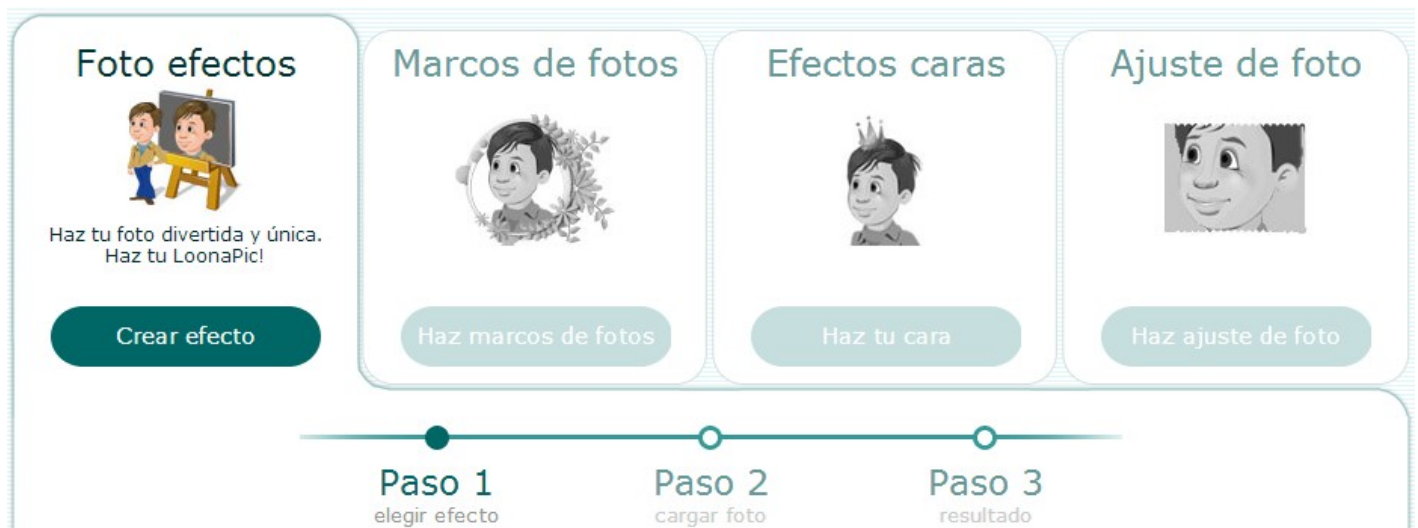 Foto efectos
Marcos de fotos
Efectos caras
Ajuste de foto
Haz tu foto divertida y única.
Haz tu LoonaPic!
Crear efecto
Haz marcos de fotos
Haz tu cara
Haz ajuste de foto
Paso 1
Paso 2
Paso 3
elegir efecto
cargar foto
resultado